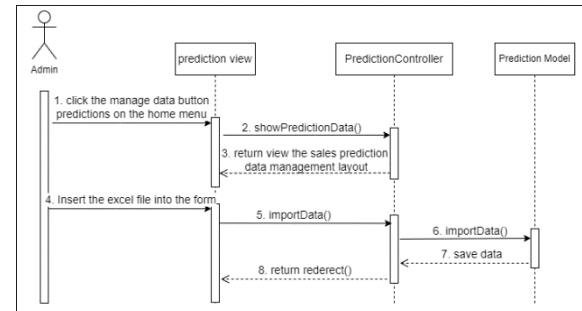 Admin
prediction view
PredictionController
Prediction Model
1. click the manage data button
predictions on the home menu
2. showPredictionData()
3. return view the sales prediction
data management layout
4. Insert the excel file into the form
5. importData()
6. importData()
7. save data
8. return rederect()